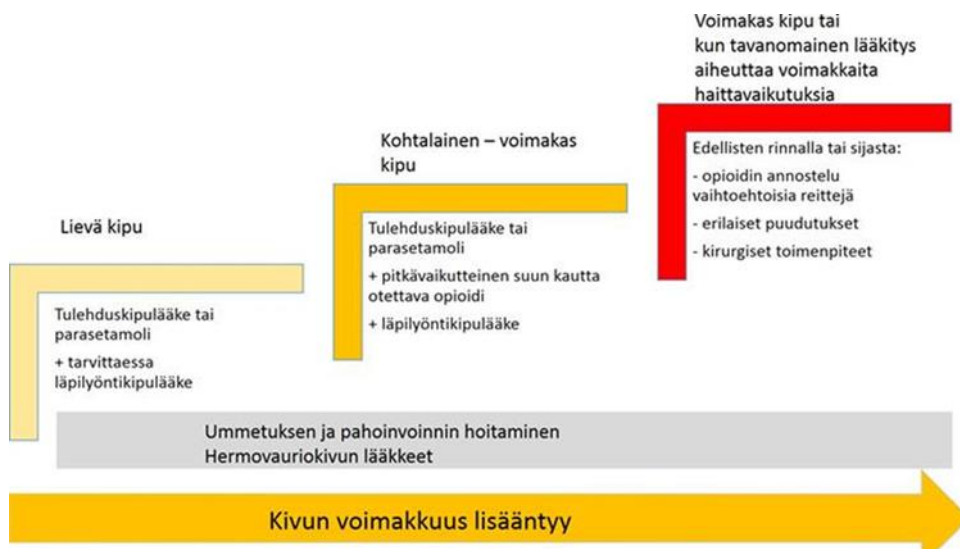 Lievä kipu
Tulehduskipulääke tai
parasetamoli
+ tarvittaessa
läpilyöntikipulääke
Kohtalainen – voimakas
kipu
Tulehduskipulääke tai
parasetamoli
+ pitkävaikutteinen suun kautta
otettava opioidi
+ läpilyöntikipulääke
Voimakas kipu tai
kun tavanomainen lääkitys
aiheuttaa voimakkaita
haittavaikutuksia
Edellisten rinnalla tai sijasta:
- opioidin annostelu
vaihtoehtoisia reittejä
- erilaiset puudutukset
- kirurgiset toimenpiteet
Ummetuksen ja pahoinvoinnin hoitaminen
Hermovauriokivun lääkkeet
Kivun voimakkuus lisääntyy